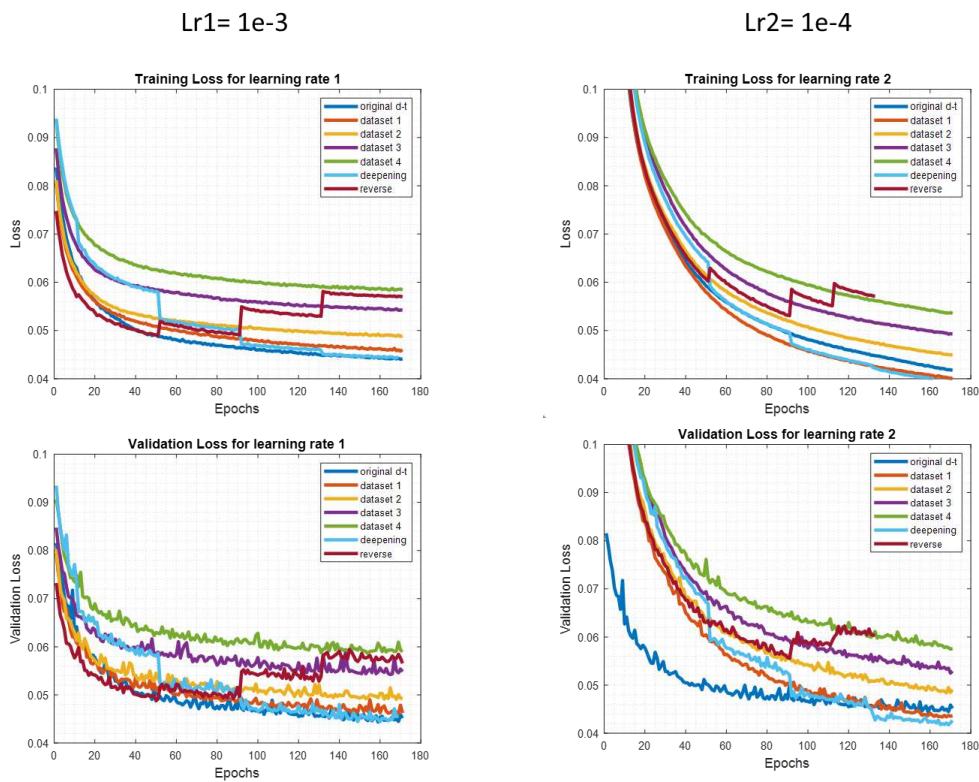 Lr1= 1e-3
Lr2= 1e-4
Training Loss for learning rate 1
0.1
0.09
0.08
0.07
0.06
0.05
0.04
Loss
original d-t
dataset 1
dataset 2
dataset 3
dataset 4
deepening
reverse
0 20 40 60 80 100 120 140 160 180
Epochs
Training Loss for learning rate 2
0.1
0.09
0.08
0.07
0.06
0.05
0.04
Loss
original d-t
dataset 1
dataset 2
dataset 3
dataset 4
deepening
reverse
0 20 40 60 80 100 120 140 160 180
Epochs
Validation Loss for learning rate 1
0.1
0.09
0.08
0.07
0.06
0.05
0.04
Validation Loss
original d-t
dataset 1
dataset 2
dataset 3
dataset 4
deepening
reverse
0 20 40 60 80 100 120 140 160 180
Epochs
Validation Loss for learning rate 2
0.1
0.09
0.08
0.07
0.06
0.05
0.04
Validation Loss
original d-t
dataset 1
dataset 2
dataset 3
dataset 4
deepening
reverse
0 20 40 60 80 100 120 140 160 180
Epochs